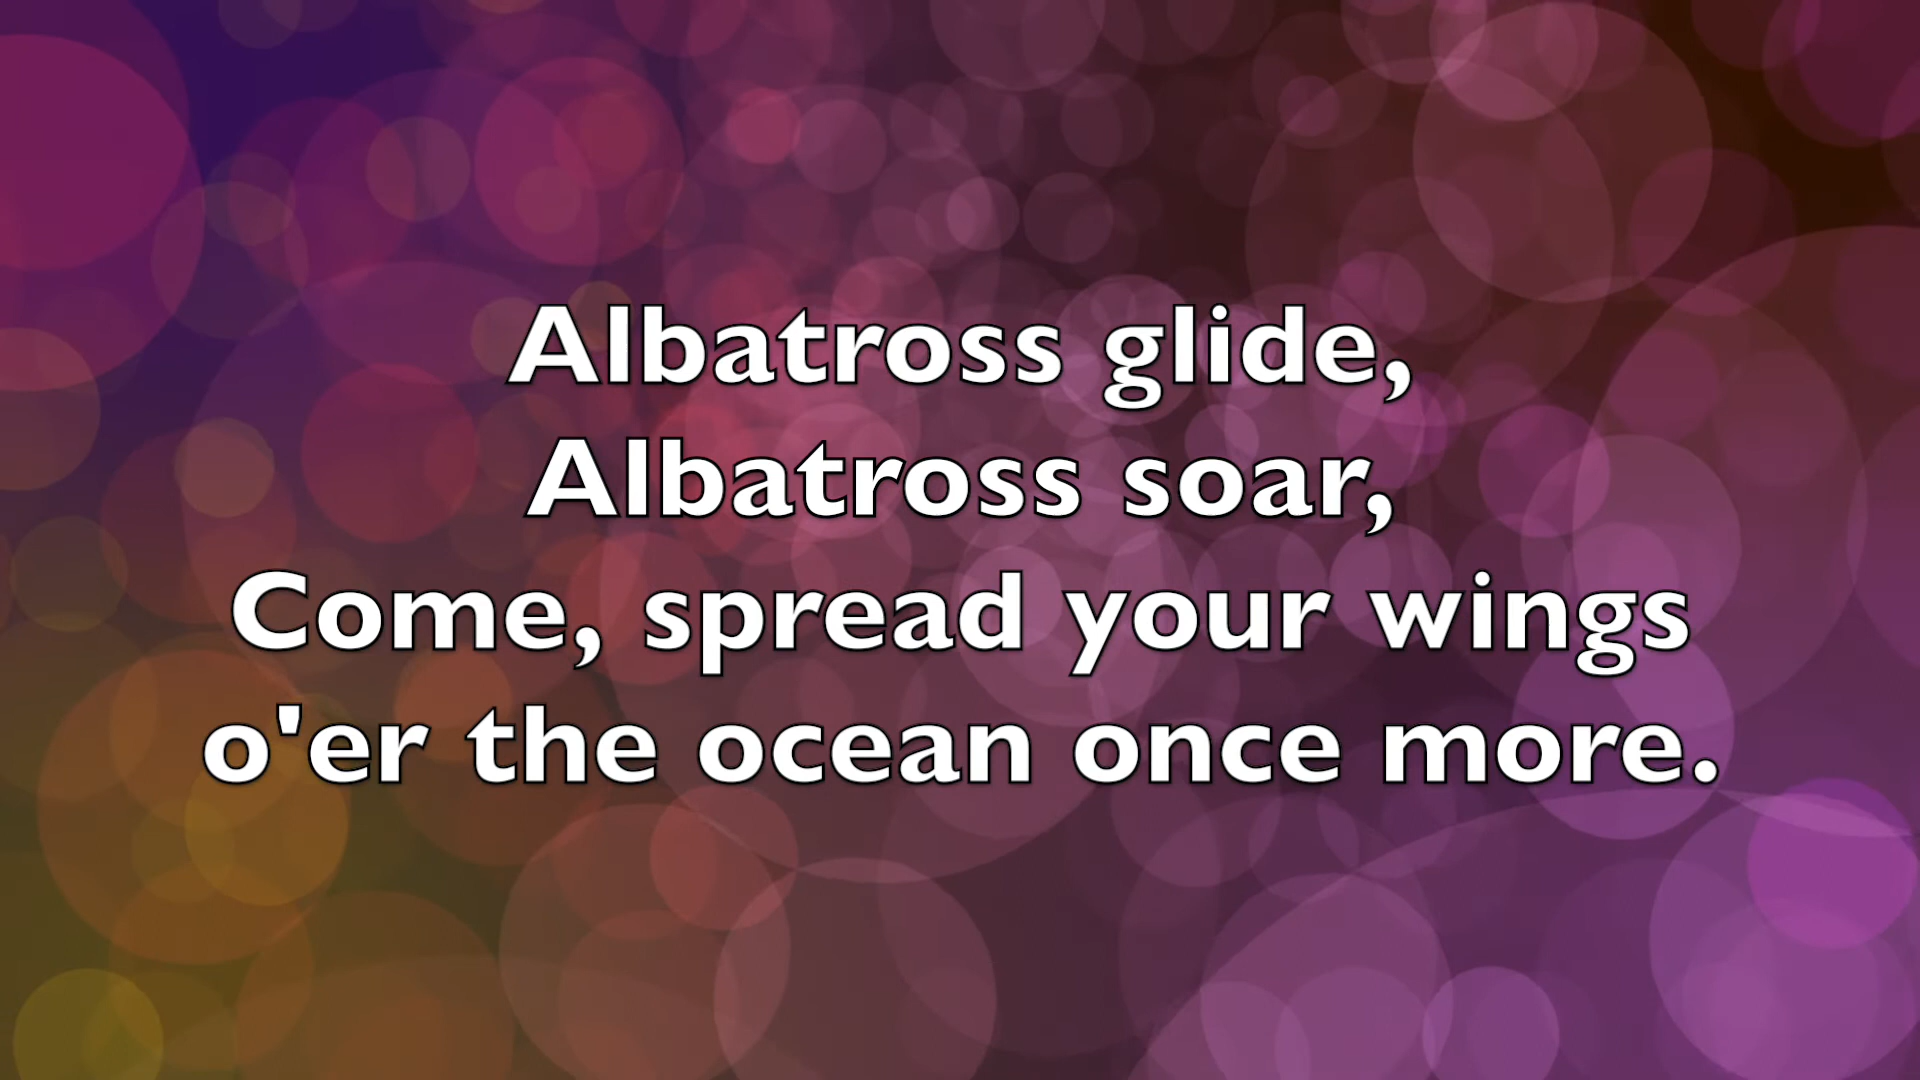 Albatross glide,
Albatross soar,
Come, spread your wings
o'er the ocean once more.